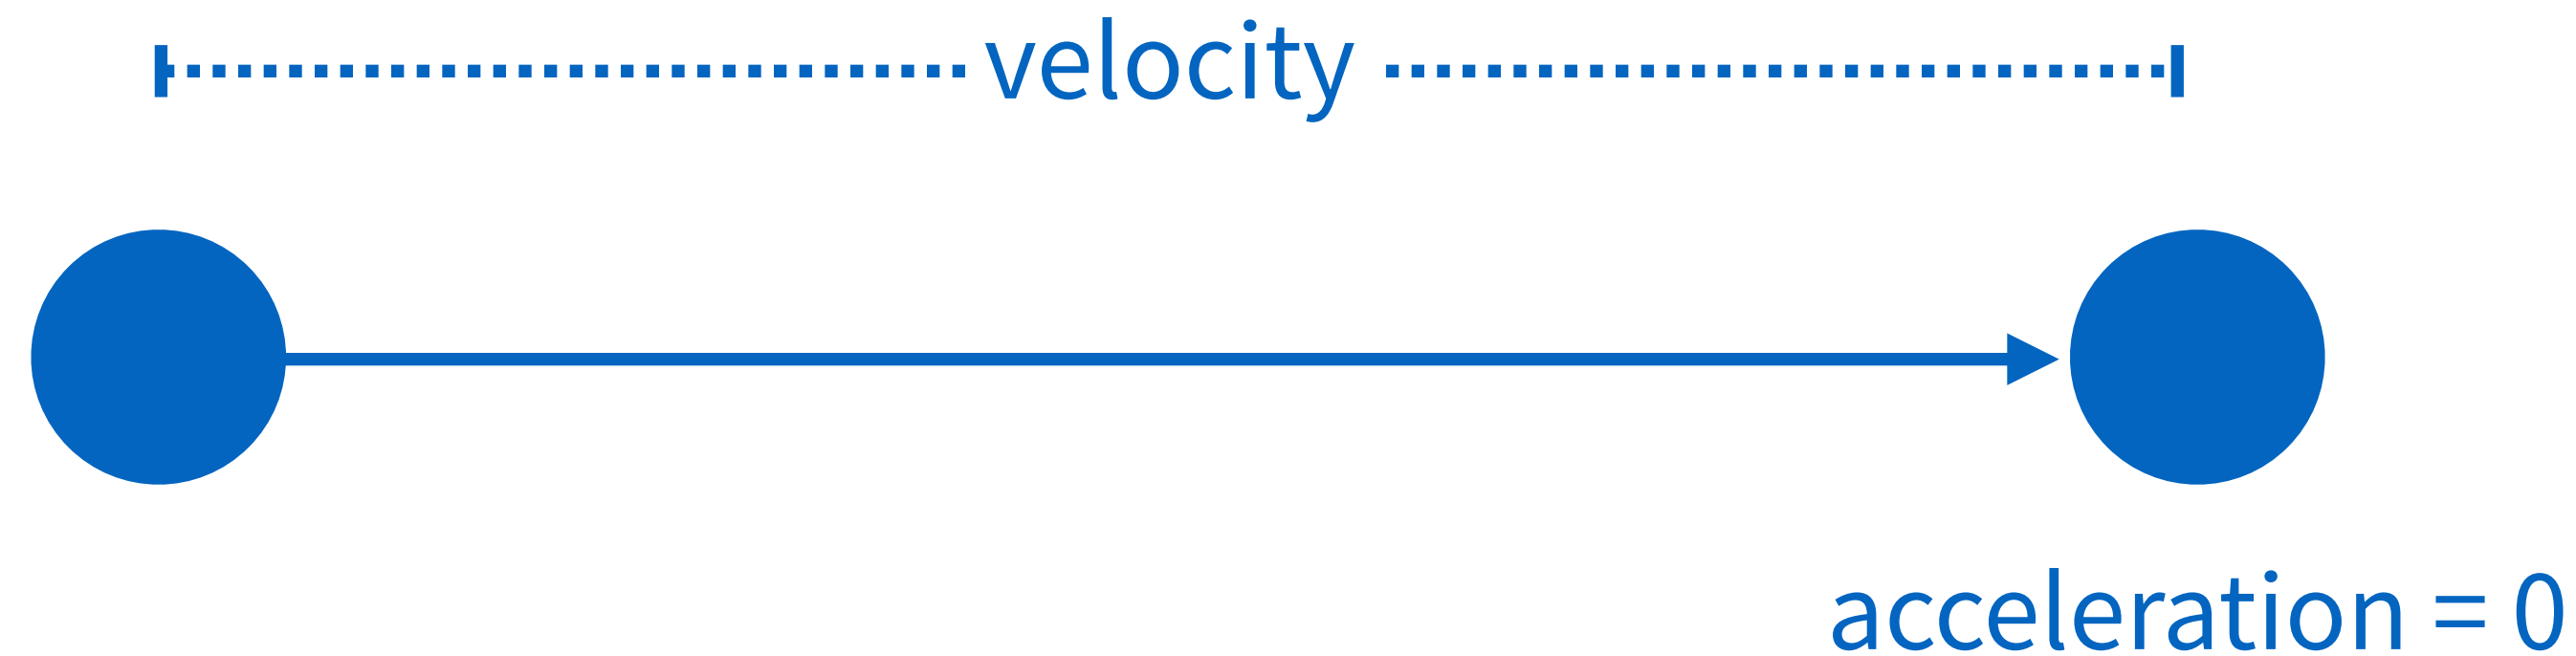 velocity
acceleration = 0